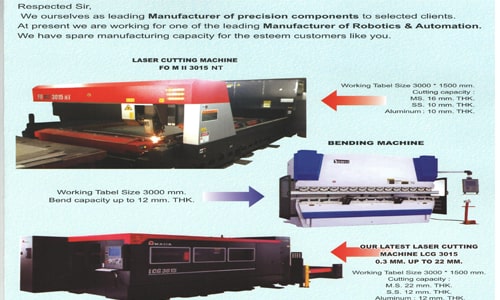 Respected Sir,
We ourselves as leading Manufacturer of precision components to selected clients.
At present we are working for one of the leading Manufacturer of Robotics & Automation.
We have spare manufacturing capacity for the esteem customers like you.
LASER CUTTING MACHINE
FO M II 3015 NT
Working Tabel Size 3000 * 1500 mm.
Cutting capacity :
MS. 16 mm. THK.
SS. 10 mm. THK.
Aluminum : 10 mm. THK.
BENDING MACHINE
Working Tabel Size 3000 mm.
Bend capacity up to 12 mm. THK.
OUR LATEST LASER CUTTING
MACHINE LCG 3015
0.3 MM. UP TO 22 MM.
AMADA
LCG 3015
Working Tabel Size 3000 * 1500 mm.
Cutting capacity :
M.S. 22 mm. THK.
S.S. 12 mm. THK.
Aluminum : 12 mm. THK.